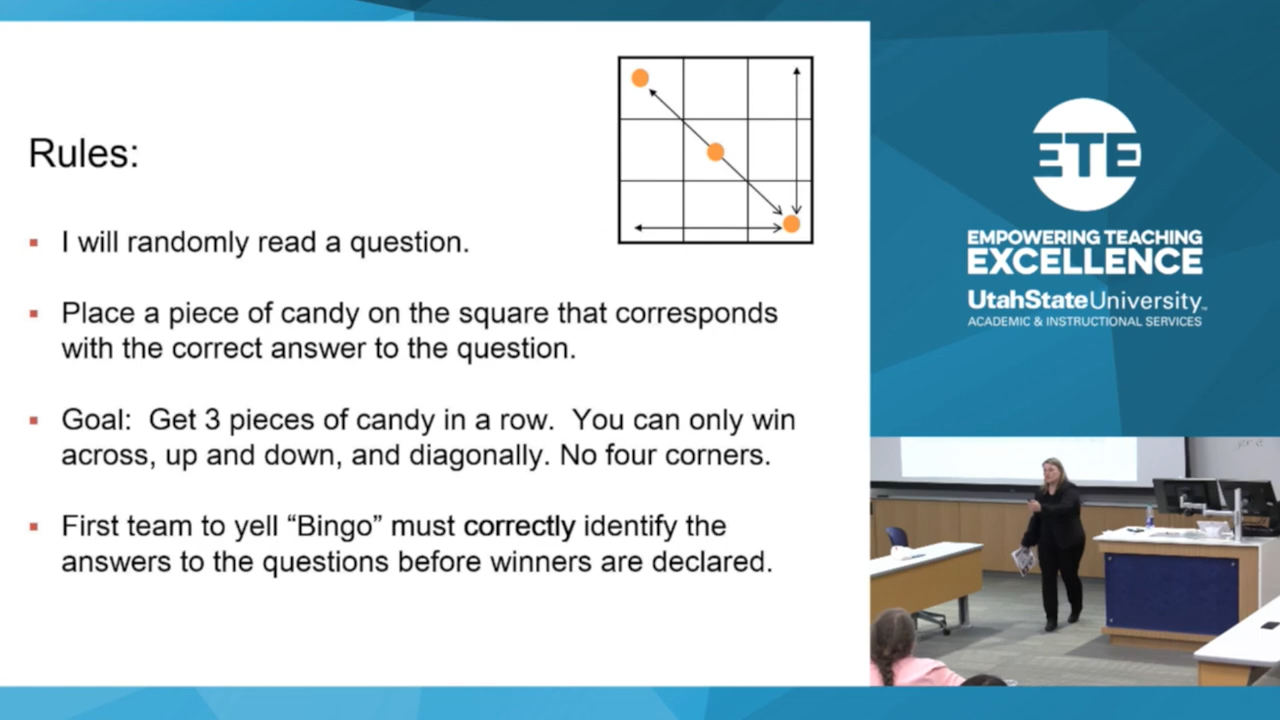 Rules:
▪ I will randomly read a question.
▪ Place a piece of candy on the square that corresponds
with the correct answer to the question.
▪ Goal:  Get 3 pieces of candy in a row.  You can only win
across, up and down, and diagonally. No four corners.
▪ First team to yell “Bingo” must correctly identify the
answers to the questions before winners are declared.
ETE
EMPOWERING TEACHING
EXCELLENCE
UtahStateUniversity
ACADEMIC & INSTRUCTIONAL SERVICES